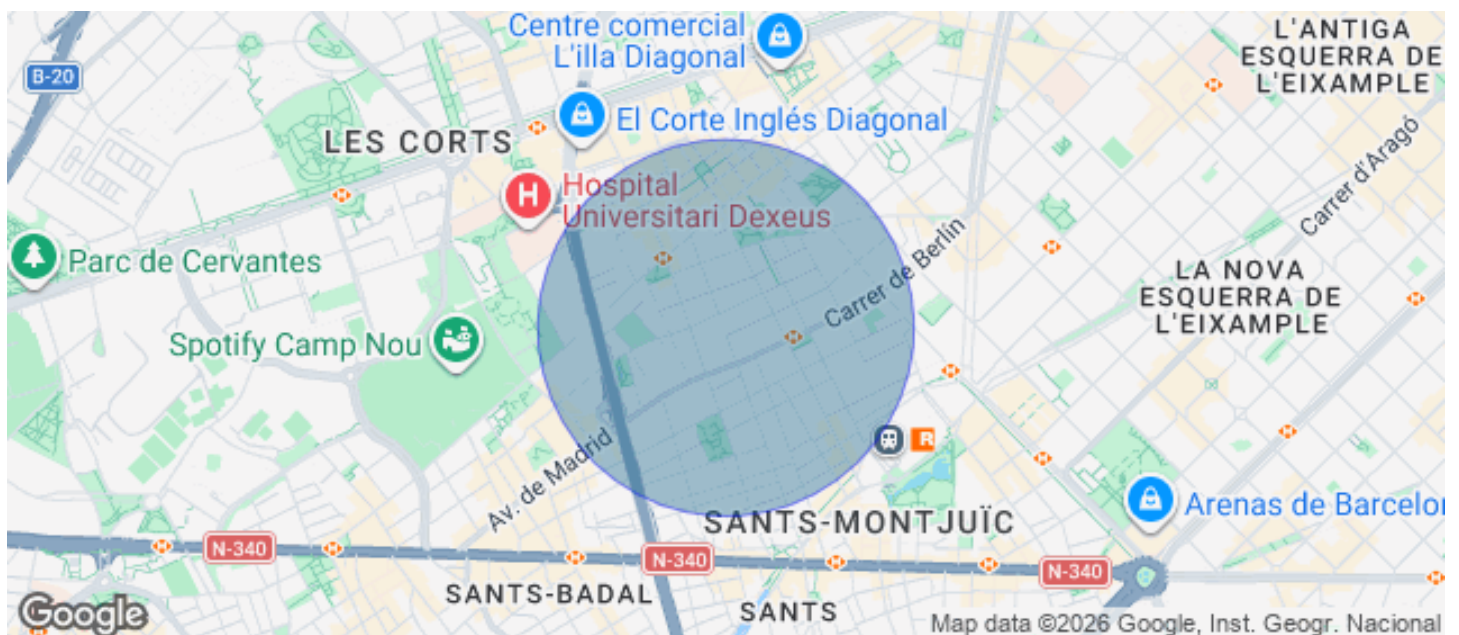 Centre comercial
L'illa Diagonal
L'ANTIGA
ESQUERRA DE
L'EIXAMPLE
B-20
El Corte Inglés Diagonal
LES CORTS
H
Hospital
Universitari Dexeus
Carrer d'Aragó
Parc de Cervantes
Carrer de Berlín
LA NOVA
ESQUERRA DE
L'EIXAMPLE
Spotify Camp Nou
Av. de Madrid
R
Arenas de Barcelon
SANTS-MONTJUÏC
N-340
N-340
N-340
SANTS-BADAL
SANTS
Google
Map data ©2026 Google, Inst. Geogr. Nacional